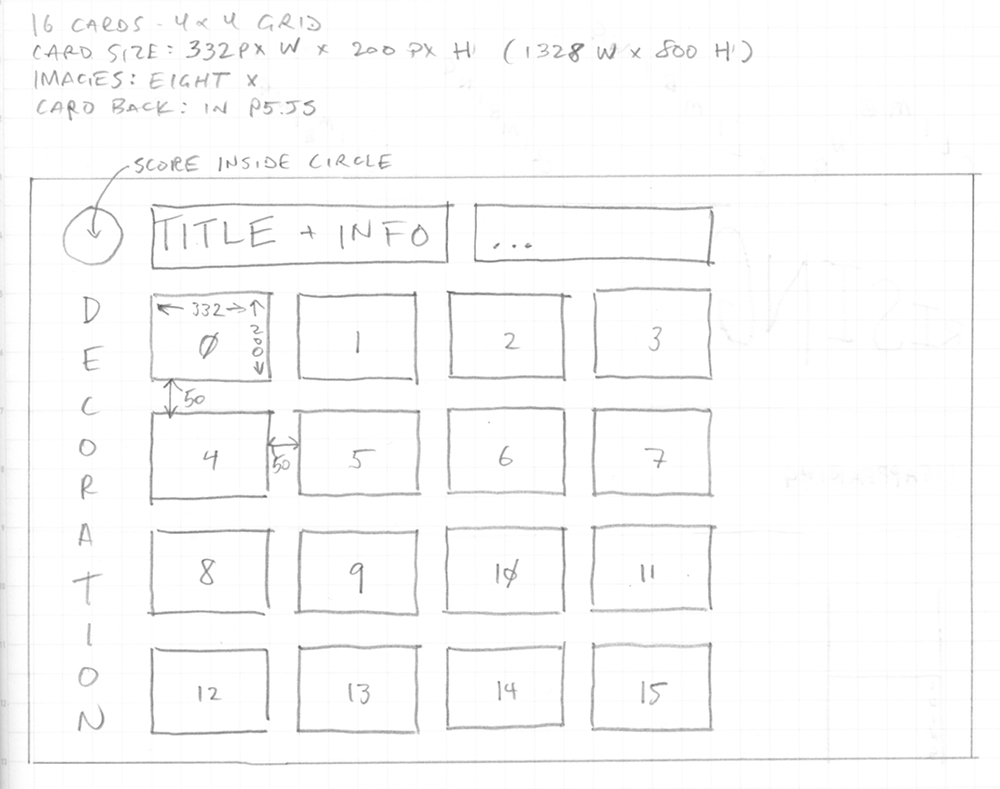 16 CARDS - 4 x 4 GRID
CARD SIZE: 332PX W x 200 PX H (1328 W x 800 H)
IMAGES: EIGHT x
CARD BACK: IN P5.JS
SCORE INSIDE CIRCLE
TITLE + INFO
...
D
E
C
O
R
A
T
I
O
N
332
200
0
1
2
3
50
4
50
5
6
7
8
9
10
11
12
13
14
15